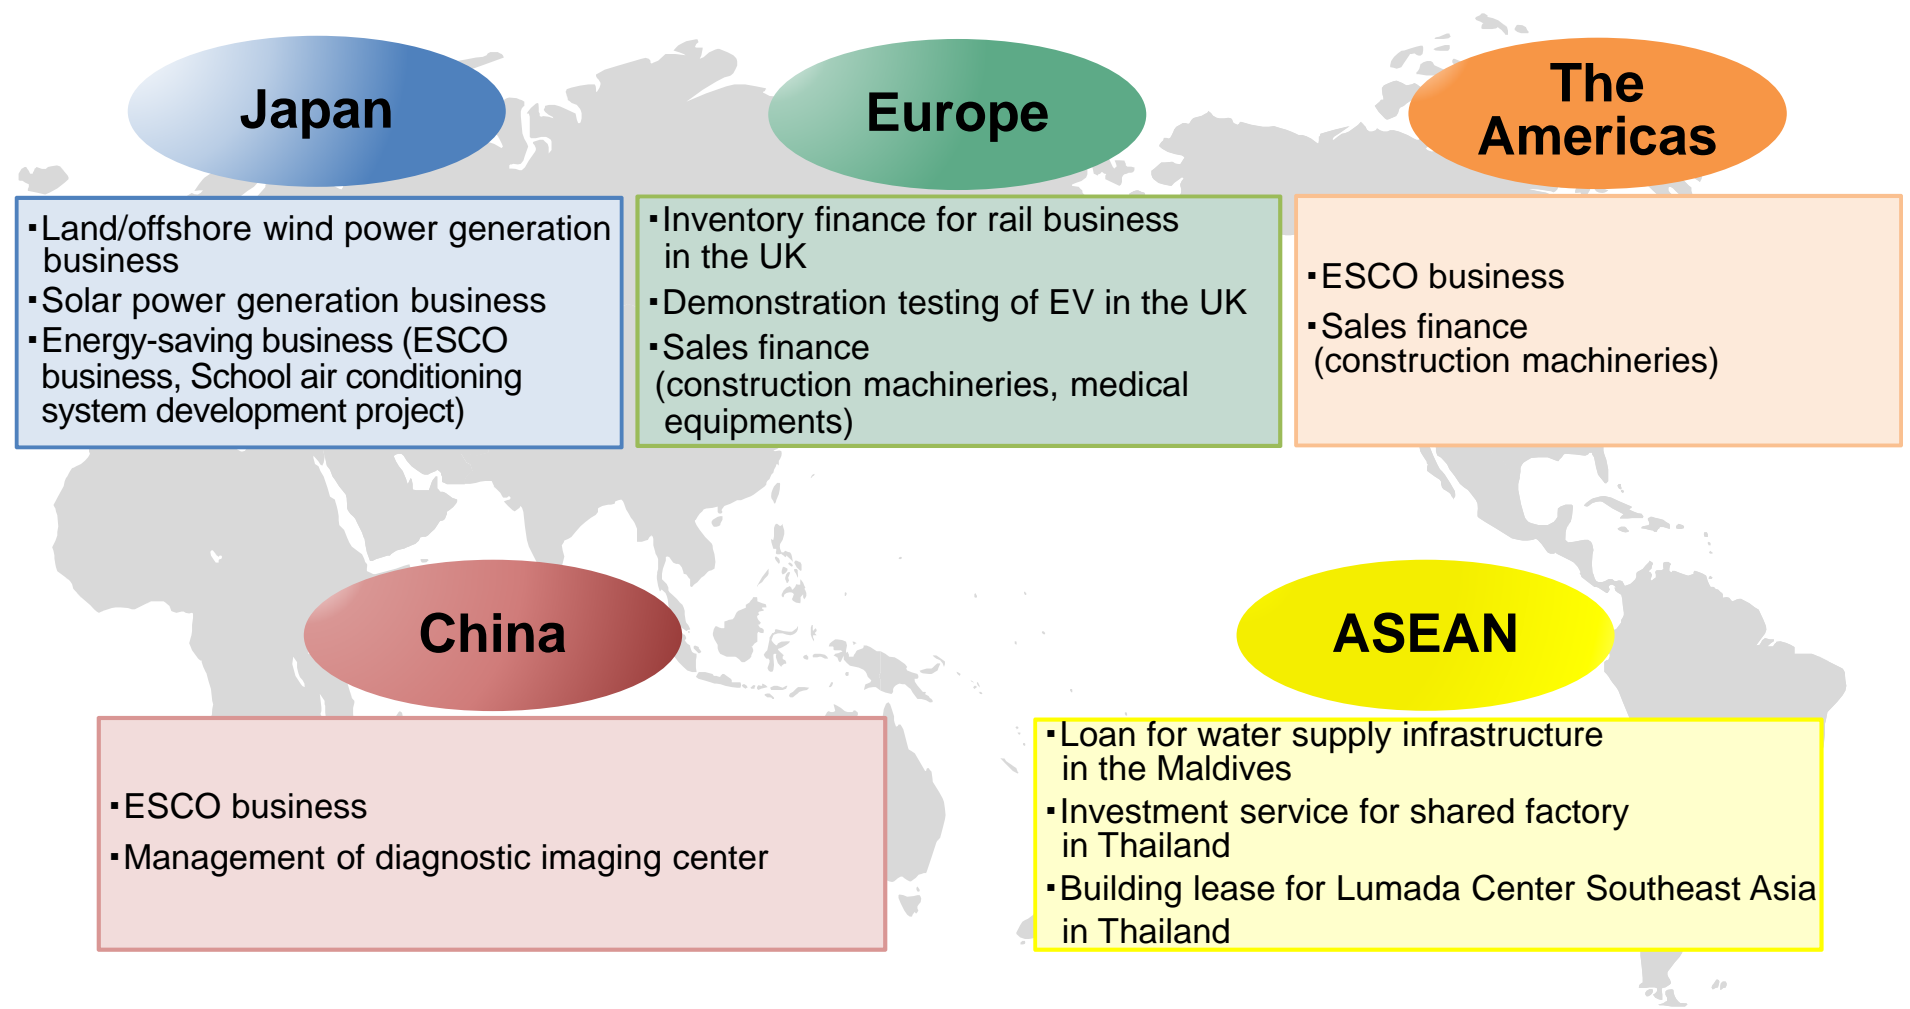 Japan
・Land/offshore wind power generation
business
・Solar power generation business
・Energy-saving business (ESCO
business, School air conditioning
system development project)
Europe
・Inventory finance for rail business
in the UK
・Demonstration testing of EV in the UK
・Sales finance
(construction machineries, medical
equipments)
The
Americas
・ESCO business
・Sales finance
(construction machineries)
China
・ESCO business
・Management of diagnostic imaging center
ASEAN
・Loan for water supply infrastructure
in the Maldives
・Investment service for shared factory
in Thailand
・Building lease for Lumada Center Southeast Asia
in Thailand